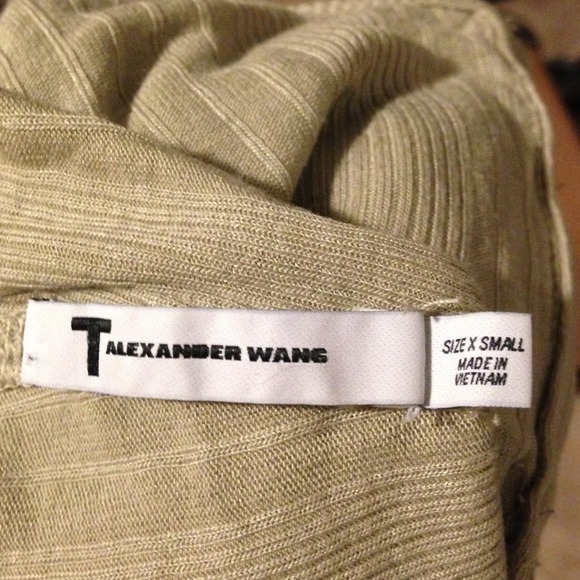 T ALEXANDER WANG
SIZE X SMALL
MADE IN
VIETNAM